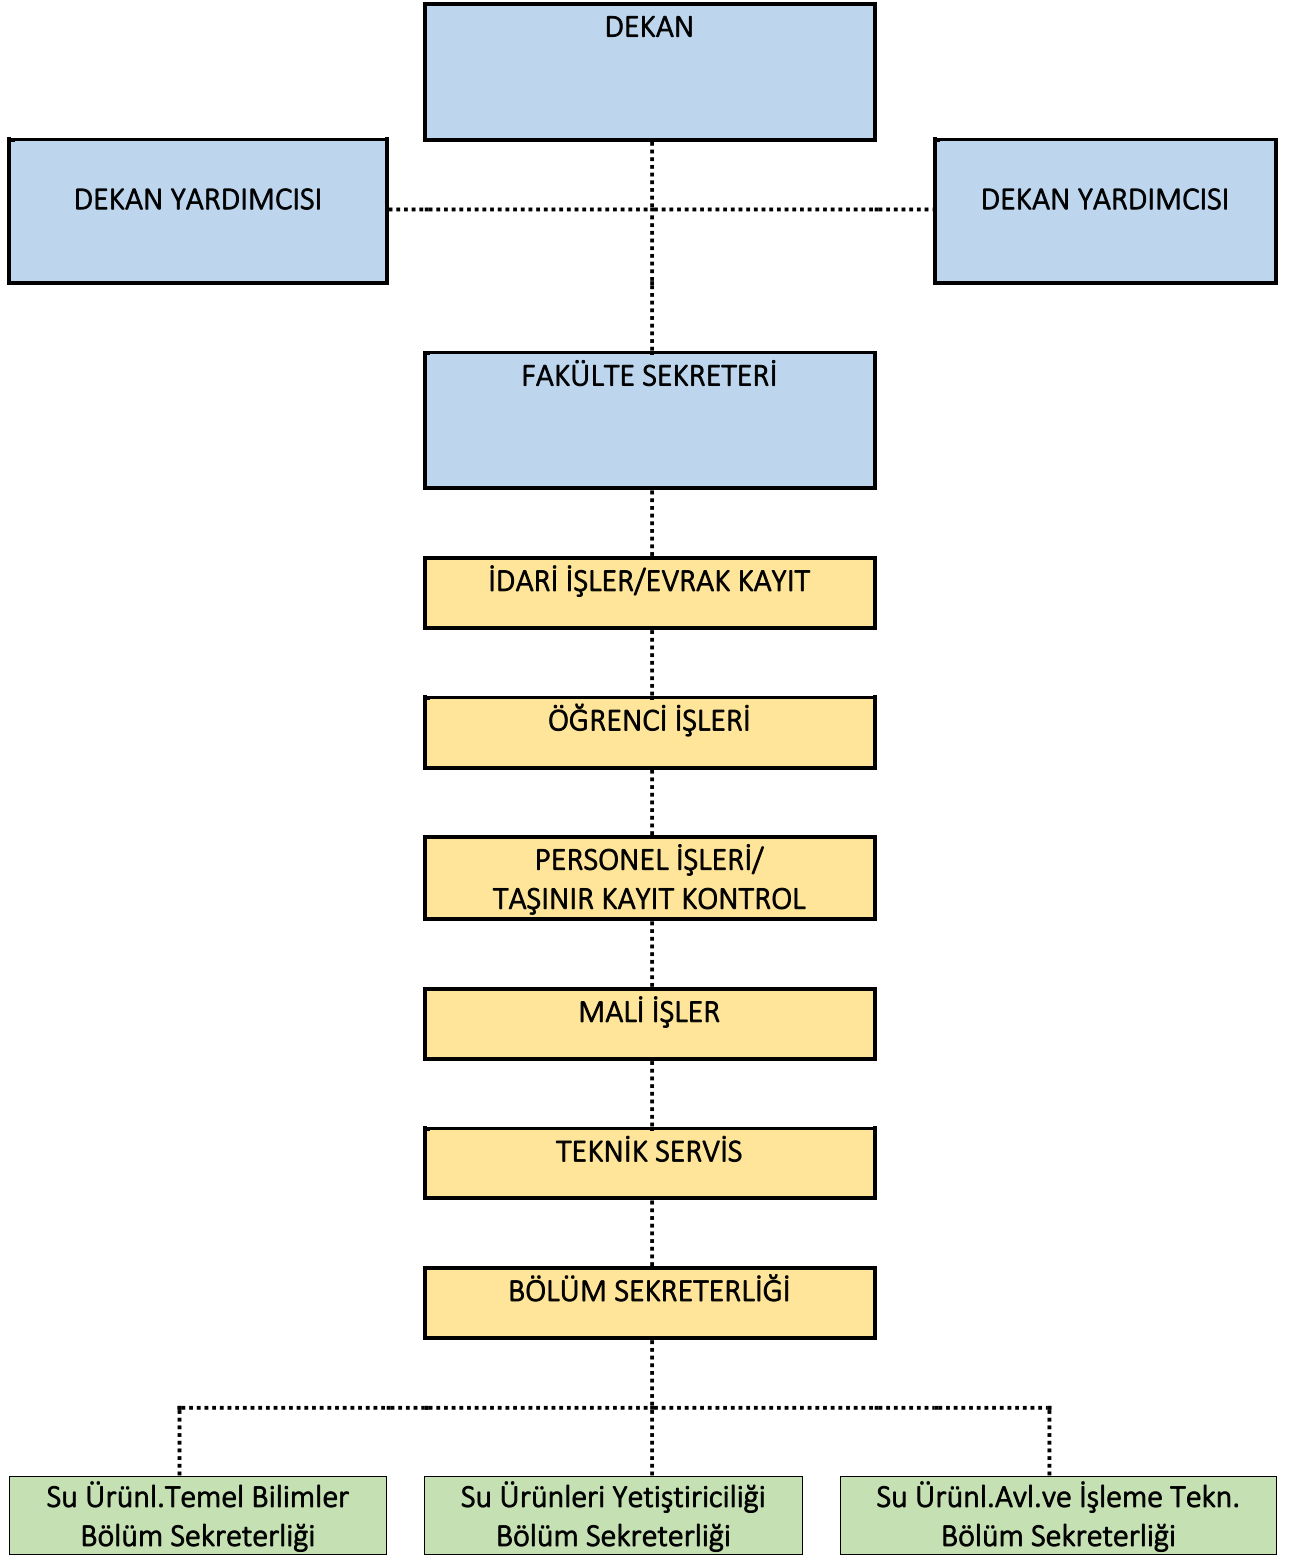 DEKAN
DEKAN YARDIMCISI
DEKAN YARDIMCISI
FAKÜLTE SEKRETERİ
İDARİ İŞLER/EVRAK KAYIT
ÖĞRENCİ İŞLERİ
PERSONEL İŞLERİ/
TAŞINIR KAYIT KONTROL
MALİ İŞLER
TEKNİK SERVİS
BÖLÜM SEKRETERLİĞİ
Su Ürünl.Temel Bilimler
Bölüm Sekreterliği
Su Ürünleri Yetiştiriciliği
Bölüm Sekreterliği
Su Ürünl.Avl.ve İşleme Tekn.
Bölüm Sekreterliği